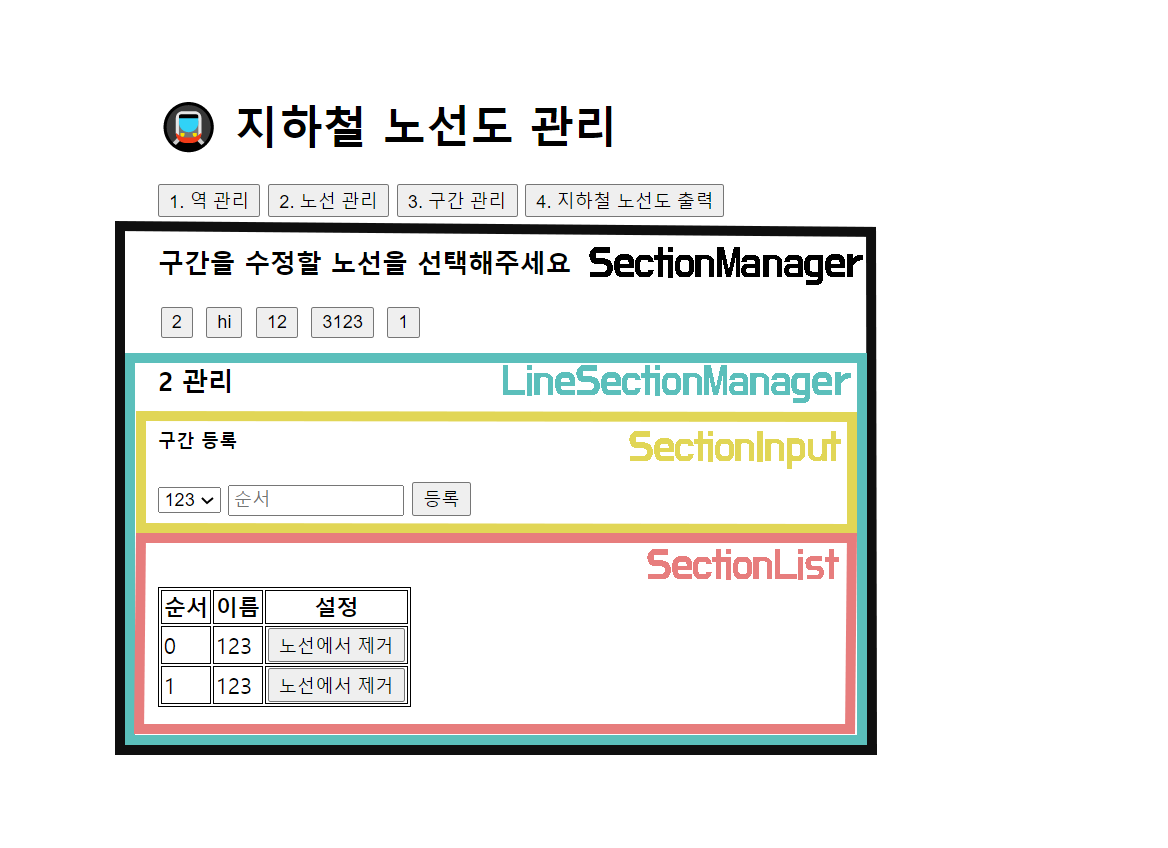 지하철 노선도 관리
1. 역 관리 2. 노선 관리 3. 구간 관리 4. 지하철 노선도 출력
구간을 수정할 노선을 선택해주세요 SectionManager
2 hi 12 3123 1
2 관리 LineSectionManager
구간 등록 SectionInput
123 순서 등록
SectionList
순서 이름 설정
0 123 노선에서 제거
1 123 노선에서 제거